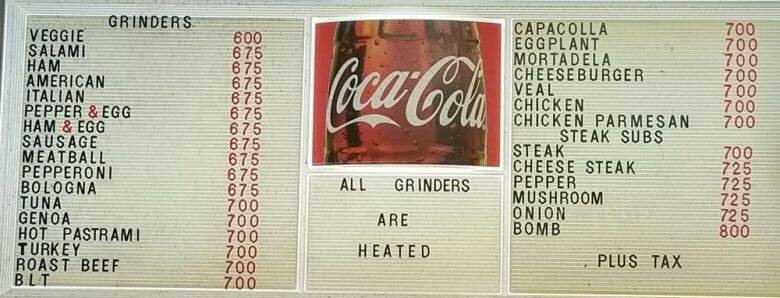 GRINDERS
VEGGIE 600
SALAMI 675
HAM 675
AMERICAN 675
ITALIAN 675
PEPPER & EGG 675
HAM & EGG 675
SAUSAGE 675
MEATBALL 675
PEPPERONI 675
BOLOGNA 675
TUNA 700
GENOA 700
HOT PASTRAMI 700
TURKEY 700
ROAST BEEF 700
BLT 700
Coca-Cola
ALL GRINDERS
ARE
HEATED
CAPACOLLA 700
EGGPLANT 700
MORTADELA 700
CHEESEBURGER 700
VEAL 700
CHICKEN 700
CHICKEN PARMESAN 700
STEAK SUBS
STEAK 700
CHEESE STEAK 725
PEPPER 725
MUSHROOM 725
ONION 725
BOMB 800
PLUS TAX